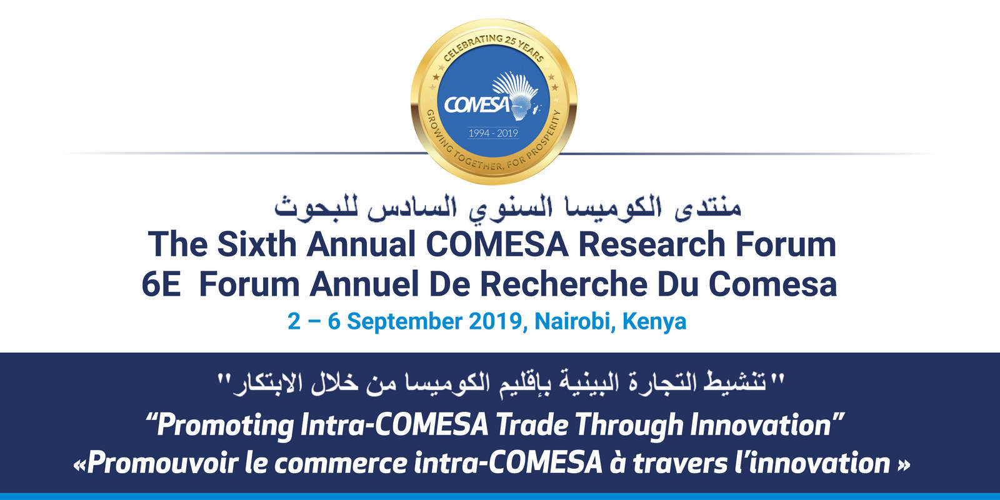 CELEBRATING 25 YEARS
COMESA
1994 - 2019
GROWING TOGETHER, FOR PROSPERITY
منتدى الكوميسا السنوي السادس للبحوث
The Sixth Annual COMESA Research Forum
6E Forum Annuel De Recherche Du Comesa
2 – 6 September 2019, Nairobi, Kenya
"تنشيط التجارة البينية بإقليم الكوميسا من خلال الابتكار"
“Promoting Intra-COMESA Trade Through Innovation”
«Promouvoir le commerce intra-COMESA à travers l’innovation »